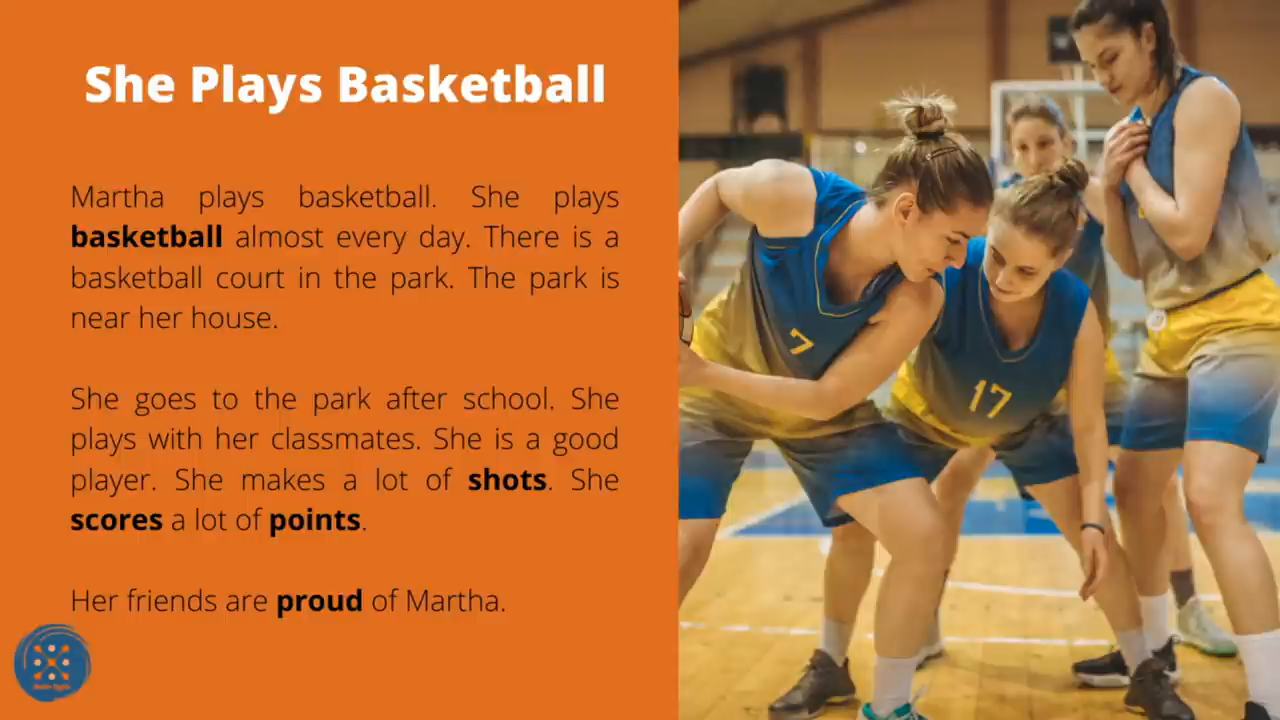 She Plays Basketball
Martha plays basketball. She plays
basketball almost every day. There is a
basketball court in the park. The park is
near her house.
She goes to the park after school. She
plays with her classmates. She is a good
player. She makes a lot of shots. She
scores a lot of points.
Her friends are proud of Martha.
7
17